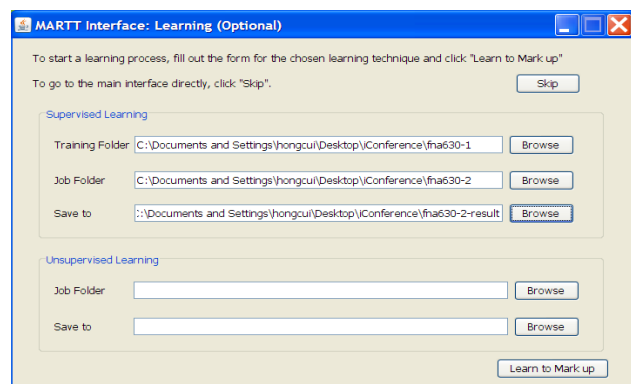 MARTT Interface: Learning (Optional)
To start a learning process, fill out the form for the chosen learning technique and click "Learn to Mark up"
To go to the main interface directly, click "Skip".
Skip
Supervised Learning
Training Folder C:\Documents and Settings\hongcui\Desktop\iConference\fna630-1 Browse
Job Folder C:\Documents and Settings\hongcui\Desktop\iConference\fna630-2 Browse
Save to :\Documents and Settings\hongcui\Desktop\iConference\fna630-2-result Browse
Unsupervised Learning
Job Folder Browse
Save to Browse
Learn to Mark up